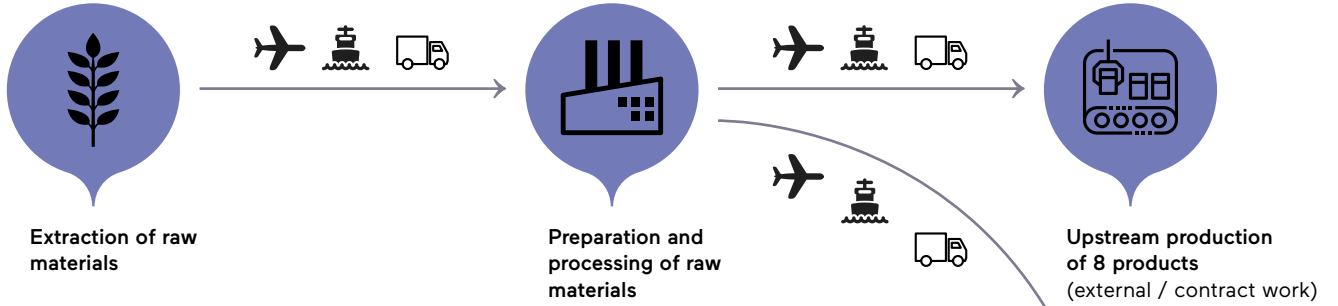 Extraction of raw
materials
Preparation and
processing of raw
materials
Upstream production
of 8 products
(external / contract work)